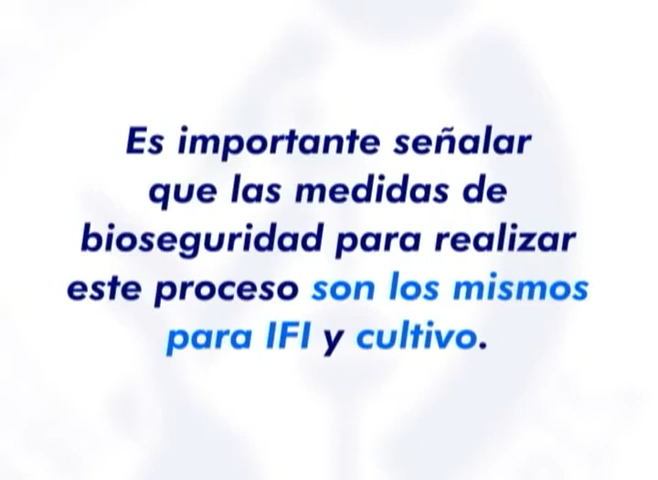 Es importante señalar
que las medidas de
bioseguridad para realizar
este proceso son los mismos
para IFI y cultivo.